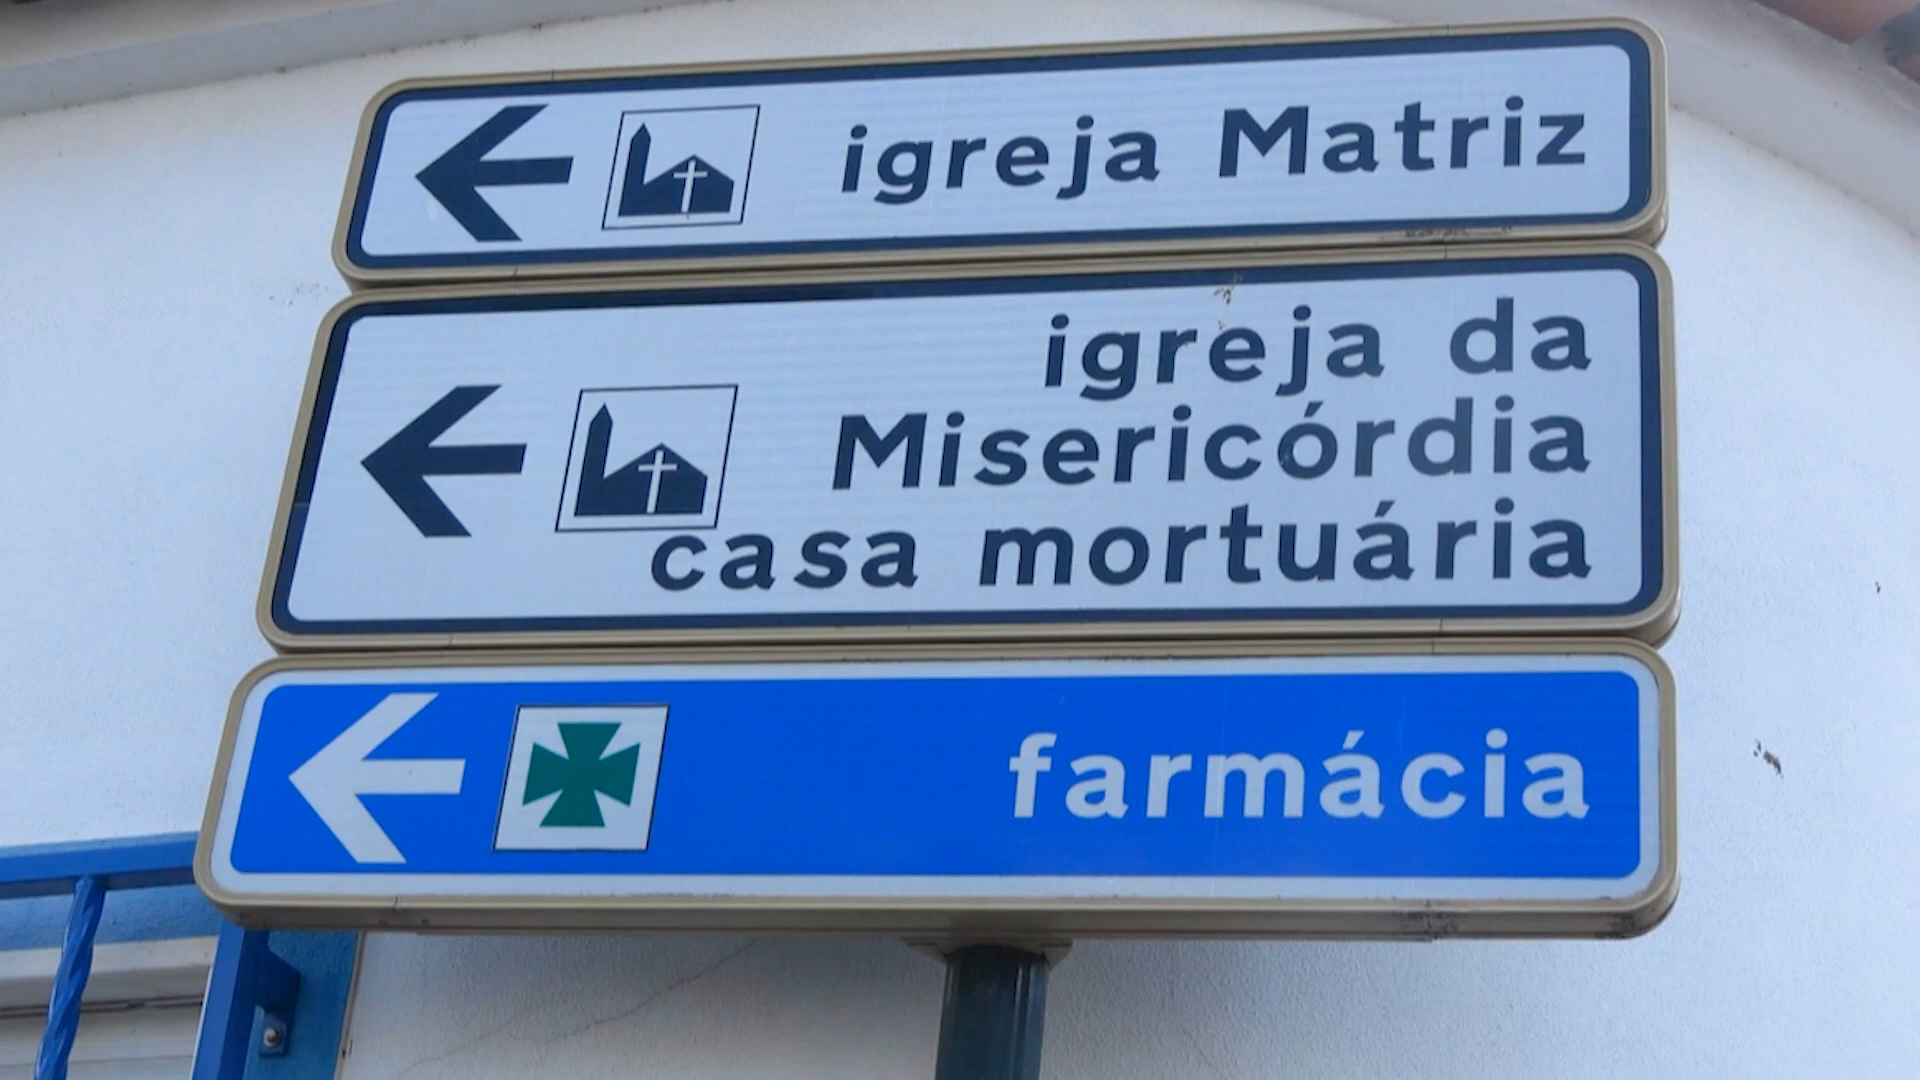 igreja Matriz
igreja da
Misericórdia
casa mortuária
farmácia